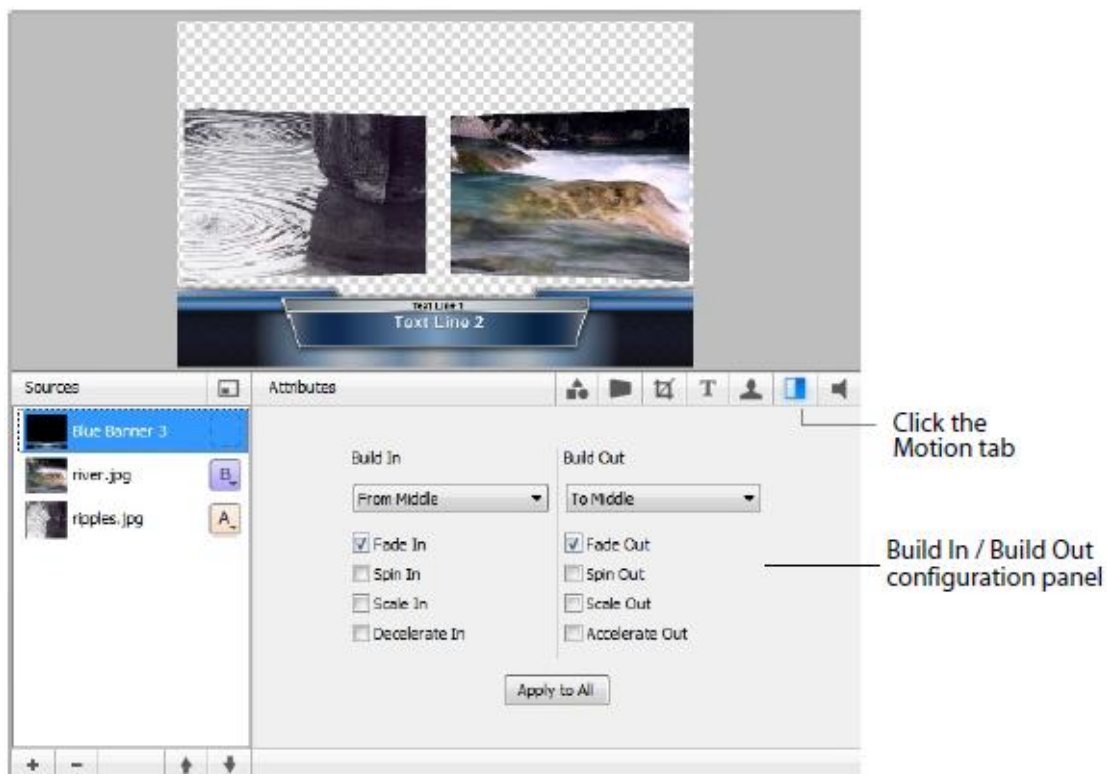 Text Line 1
Text Line 2
Sources
Attributes
T
Click the
Motion tab
Blue Banner 3
river.jpg
B
ripples.jpg
A
Build In
Build Out
From Middle
To Middle
Fade In
Fade Out
Spin In
Spin Out
Scale In
Scale Out
Decelerate In
Accelerate Out
Build In / Build Out
configuration panel
Apply to All